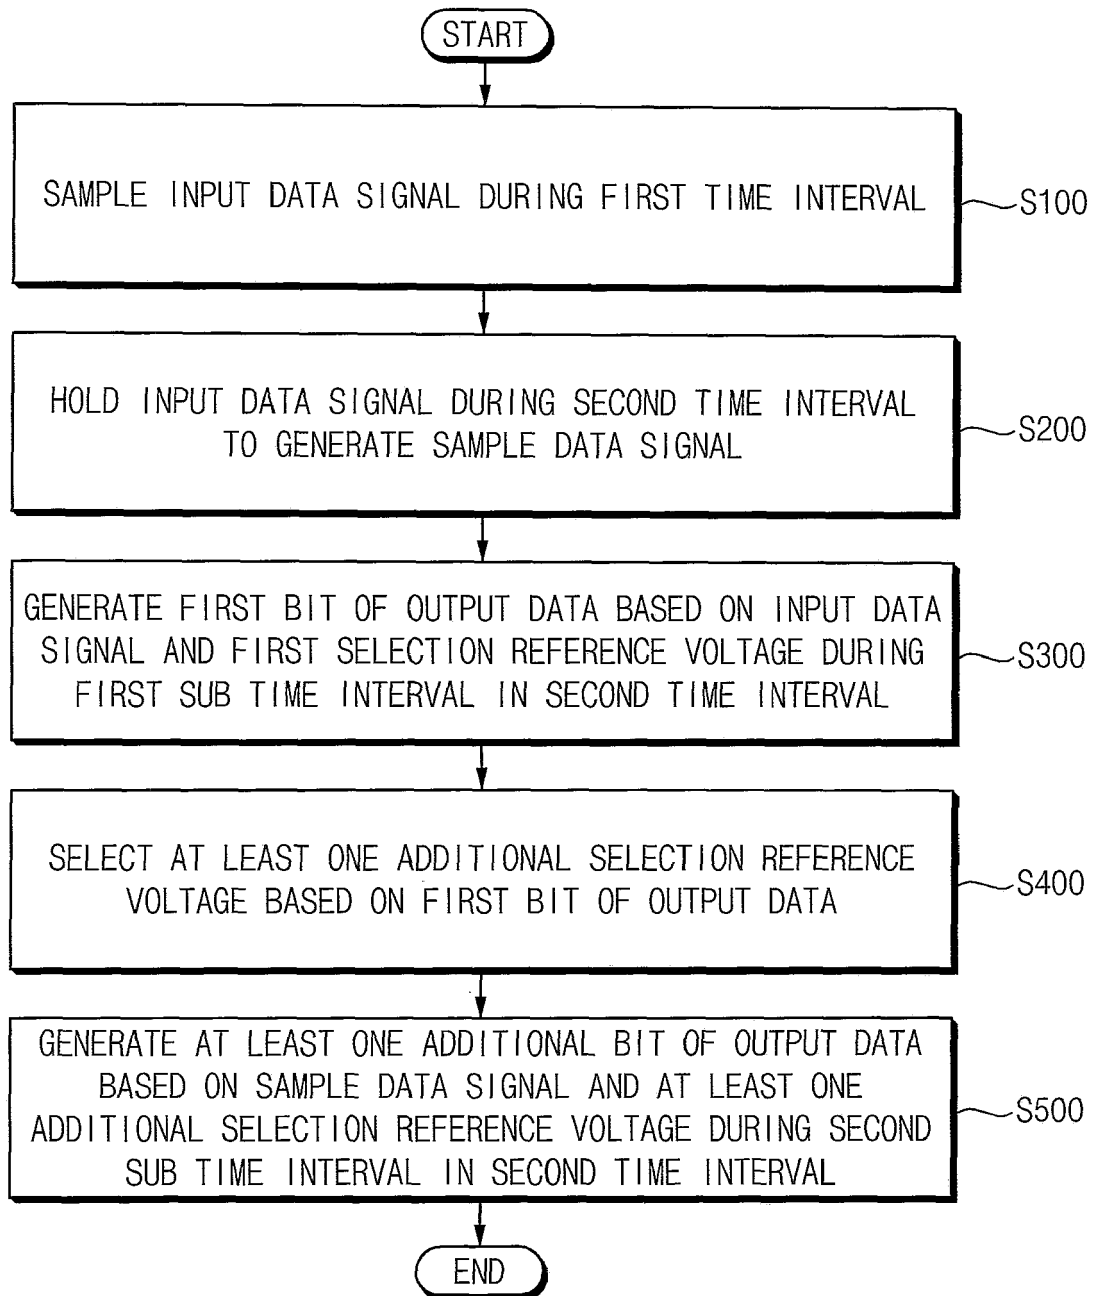 START
SAMPLE INPUT DATA SIGNAL DURING FIRST TIME INTERVAL
S100
HOLD INPUT DATA SIGNAL DURING SECOND TIME INTERVAL
TO GENERATE SAMPLE DATA SIGNAL
S200
GENERATE FIRST BIT OF OUTPUT DATA BASED ON INPUT DATA
SIGNAL AND FIRST SELECTION REFERENCE VOLTAGE DURING
FIRST SUB TIME INTERVAL IN SECOND TIME INTERVAL
S300
SELECT AT LEAST ONE ADDITIONAL SELECTION REFERENCE
VOLTAGE BASED ON FIRST BIT OF OUTPUT DATA
S400
GENERATE AT LEAST ONE ADDITIONAL BIT OF OUTPUT DATA
BASED ON SAMPLE DATA SIGNAL AND AT LEAST ONE
ADDITIONAL SELECTION REFERENCE VOLTAGE DURING SECOND
SUB TIME INTERVAL IN SECOND TIME INTERVAL
S500
END